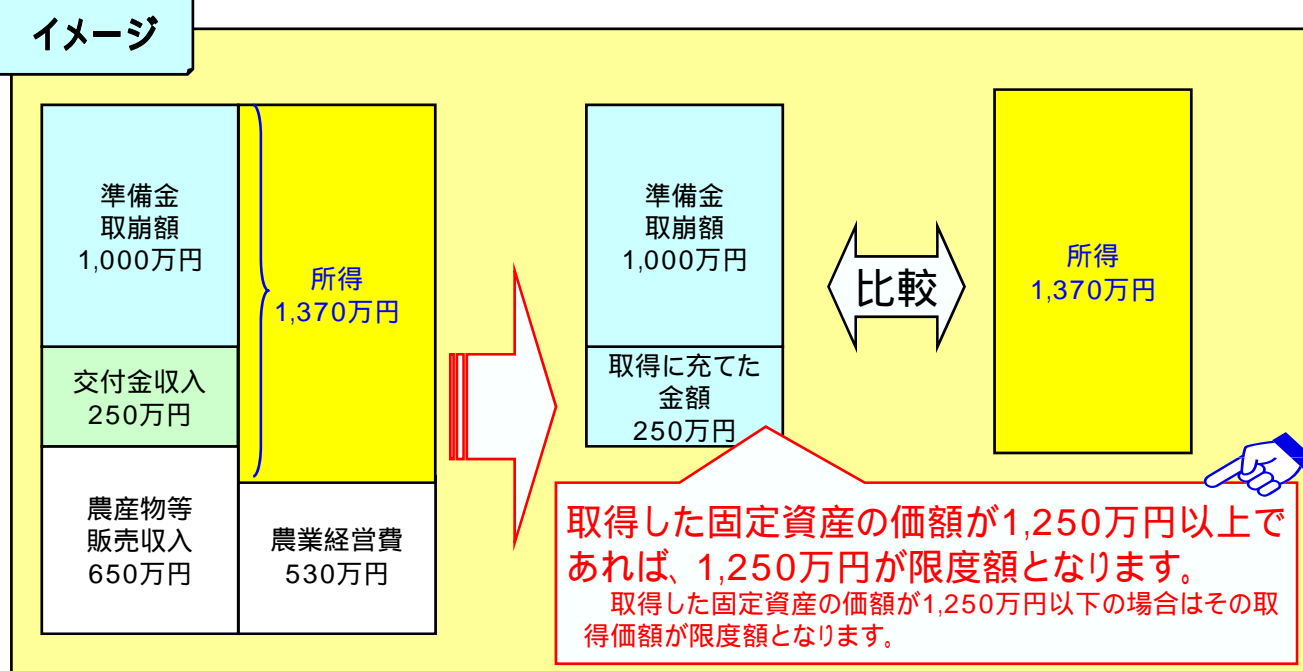 イメージ
準備金
取崩額
1,000万円
交付金収入
250万円
農産物等
販売収入
650万円
所得
1,370万円
農業経営費
530万円
準備金
取崩額
1,000万円
取得に充てた
金額
250万円
比較
所得
1,370万円
取得した固定資産の価額が1,250万円以上で
あれば、1,250万円が限度額となります。
取得した固定資産の価額が1,250万円以下の場合はその取
得価額が限度額となります。